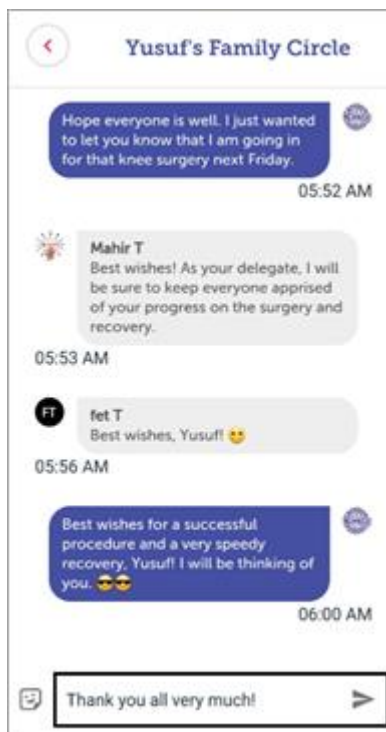 Yusuf's Family Circle
Hope everyone is well. I just wanted
to let you know that I am going in
for that knee surgery next Friday.
05:52 AM
Mahir T
Best wishes! As your delegate, I will
be sure to keep everyone apprised
of your progress on the surgery and
recovery.
05:53 AM
FT
fet T
Best wishes, Yusuf! 🙂
05:56 AM
Best wishes for a successful
procedure and a very speedy
recovery, Yusuf! I will be thinking of
you. 😎😎
06:00 AM
Thank you all very much!